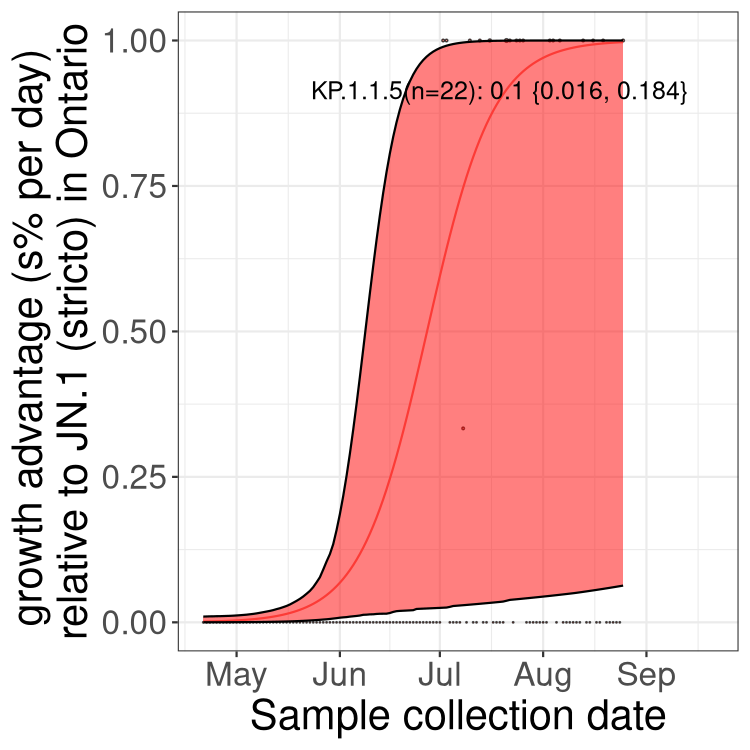 growth advantage (s% per day)
relative to JN.1 (stricto) in Ontario
1.00
0.75
0.50
0.25
0.00
KP.1.1.5(n=22): 0.1 {0.016, 0.184}
May Jun Jul Aug Sep
Sample collection date